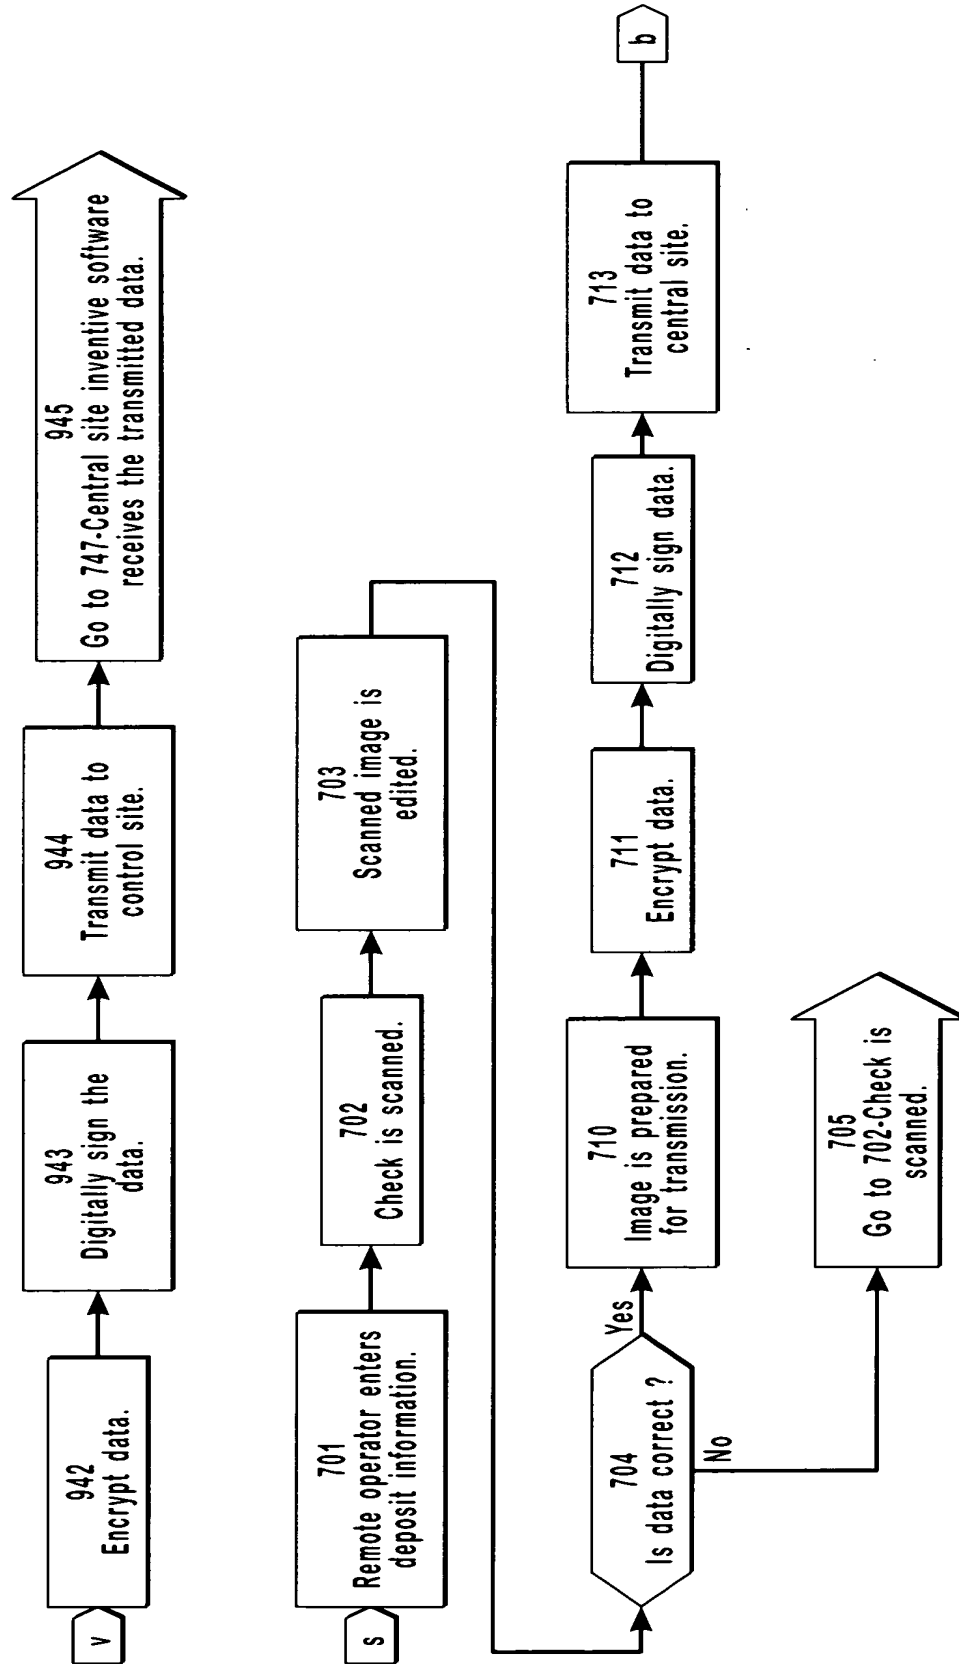 v
942
Encrypt data.
943
Digitally sign the
data.
944
Transmit data to
control site.
945
Go to 747-Central site inventive software
receives the transmitted data.
s
701
Remote operator enters
deposit information.
702
Check is scanned.
703
Scanned image is
edited.
704
Is data correct ?
Yes
No
710
Image is prepared
for transmission.
711
Encrypt data.
712
Digitally sign data.
713
Transmit data to
central site.
b
705
Go to 702-Check is
scanned.